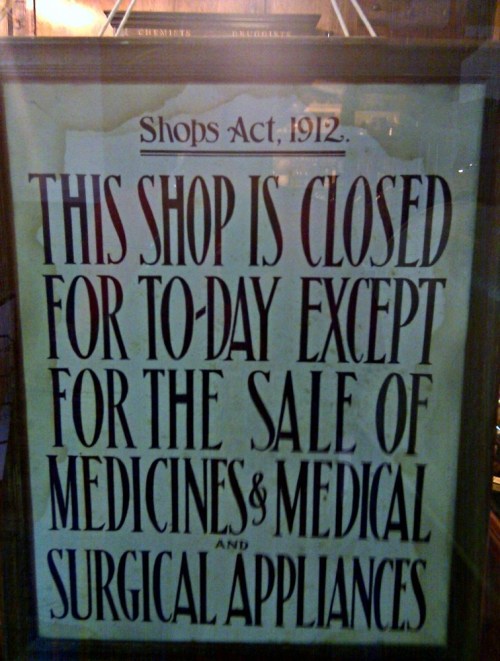 CHEMISTS
Shops Act, 1912.
THIS SHOP IS CLOSED
FOR TO-DAY EXCEPT
FOR THE SALE OF
MEDICINES & MEDICAL
AND
SURGICAL APPLIANCES